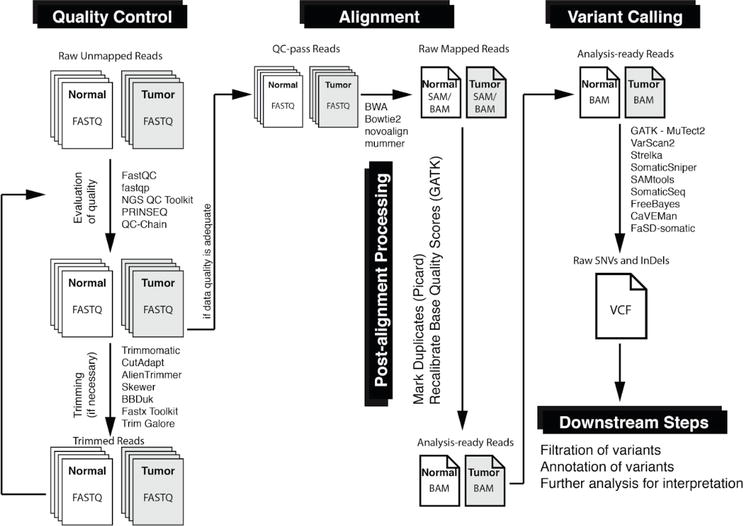 Quality Control
Raw Unmapped Reads
Normal
FASTQ
Tumor
FASTQ
Evaluation
of quality
FastQC
fastqp
NGS QC Toolkit
PRINSEQ
QC-Chain
Normal
FASTQ
Tumor
FASTQ
if data quality is adequate
Trimming
(if necessary)
Trimmomatic
CutAdapt
AlienTrimmer
Skewer
BBDuk
Fastx Toolkit
Trim Galore
Trimmed Reads
Normal
FASTQ
Tumor
FASTQ
Alignment
QC-pass Reads
Normal
FASTQ
Tumor
FASTQ
BWA
Bowtie2
novoalign
mummer
Raw Mapped Reads
Normal
SAM/
BAM
Tumor
SAM/
BAM
Post-alignment Processing
Mark Duplicates (Picard)
Recalibrate Base Quality Scores (GATK)
Analysis-ready Reads
Normal
BAM
Tumor
BAM
Variant Calling
Analysis-ready Reads
Normal
BAM
Tumor
BAM
GATK - MuTect2
VarScan2
Strelka
SomaticSniper
SAMtools
SomaticSeq
FreeBayes
CaVEMan
FaSD-somatic
Raw SNVs and InDels
VCF
Downstream Steps
Filtration of variants
Annotation of variants
Further analysis for interpretation